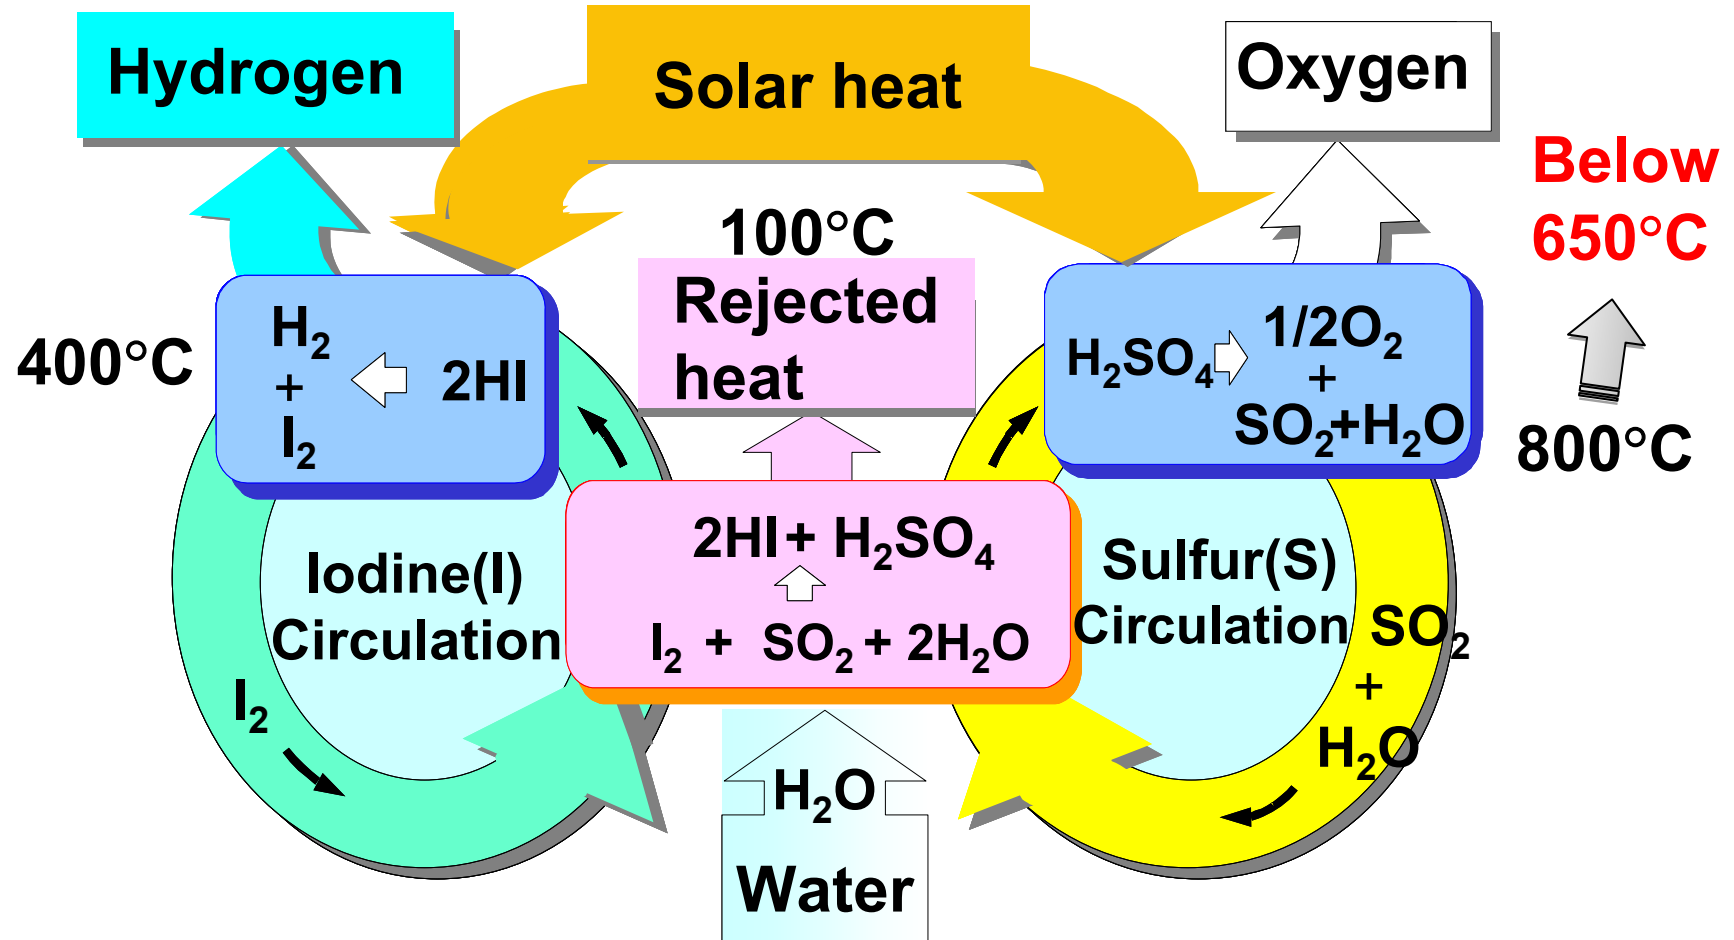 Hydrogen
Solar heat
Oxygen
Below
650°C
800°C
100°C
Rejected
heat
400°C
H₂
+
I₂
2HI
H₂SO₄
1/2O₂
+
SO₂+H₂O
2HI + H₂SO₄
I₂ + SO₂ + 2H₂O
Iodine(I)
Circulation
Sulfur(S)
Circulation
I₂
SO₂
+
H₂O
H₂O
Water